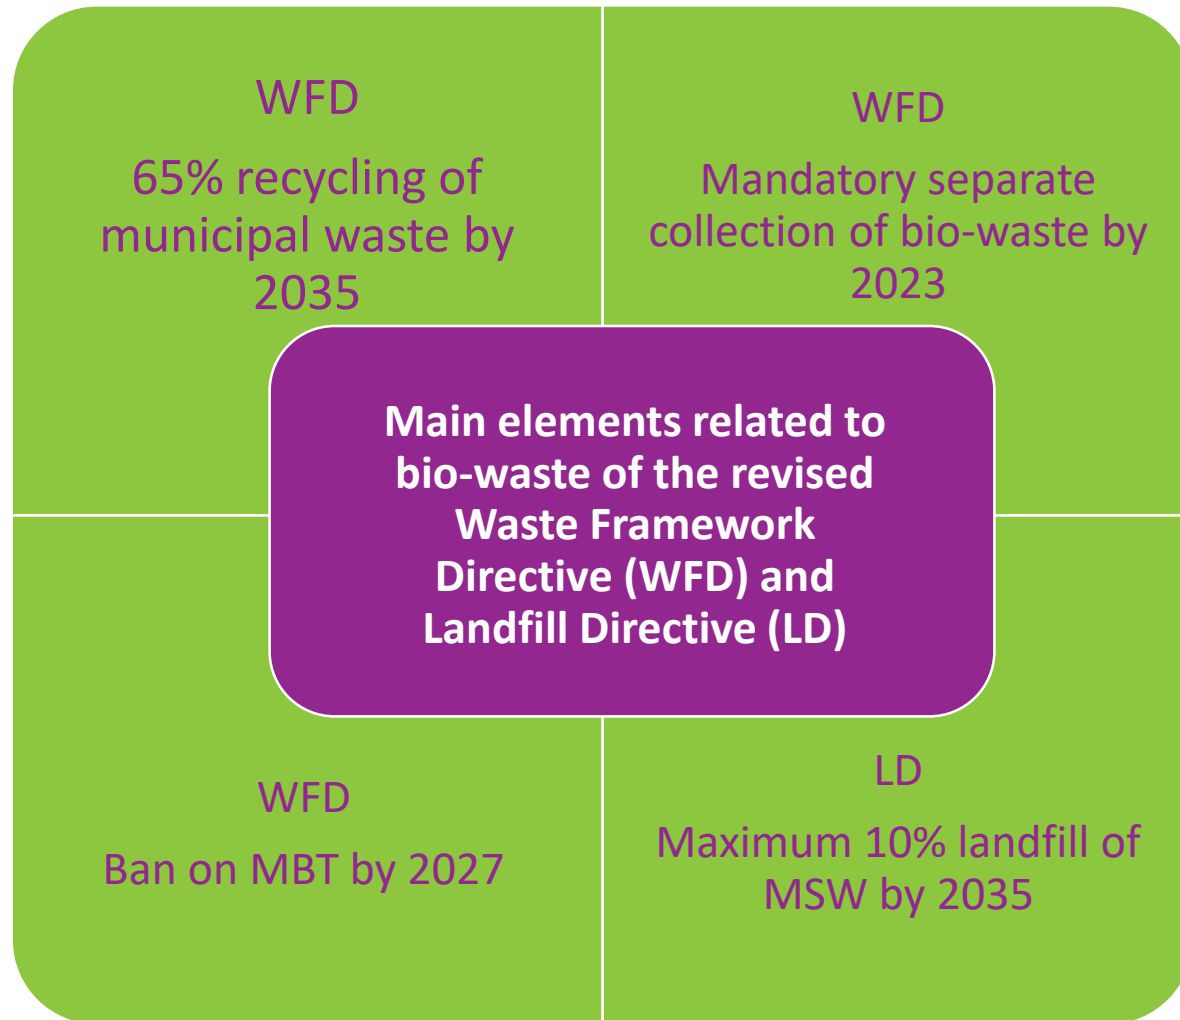 WFD
65% recycling of
municipal waste by
2035
WFD
Mandatory separate
collection of bio-waste by
2023
Main elements related to
bio-waste of the revised
Waste Framework
Directive (WFD) and
Landfill Directive (LD)
WFD
Ban on MBT by 2027
LD
Maximum 10% landfill of
MSW by 2035